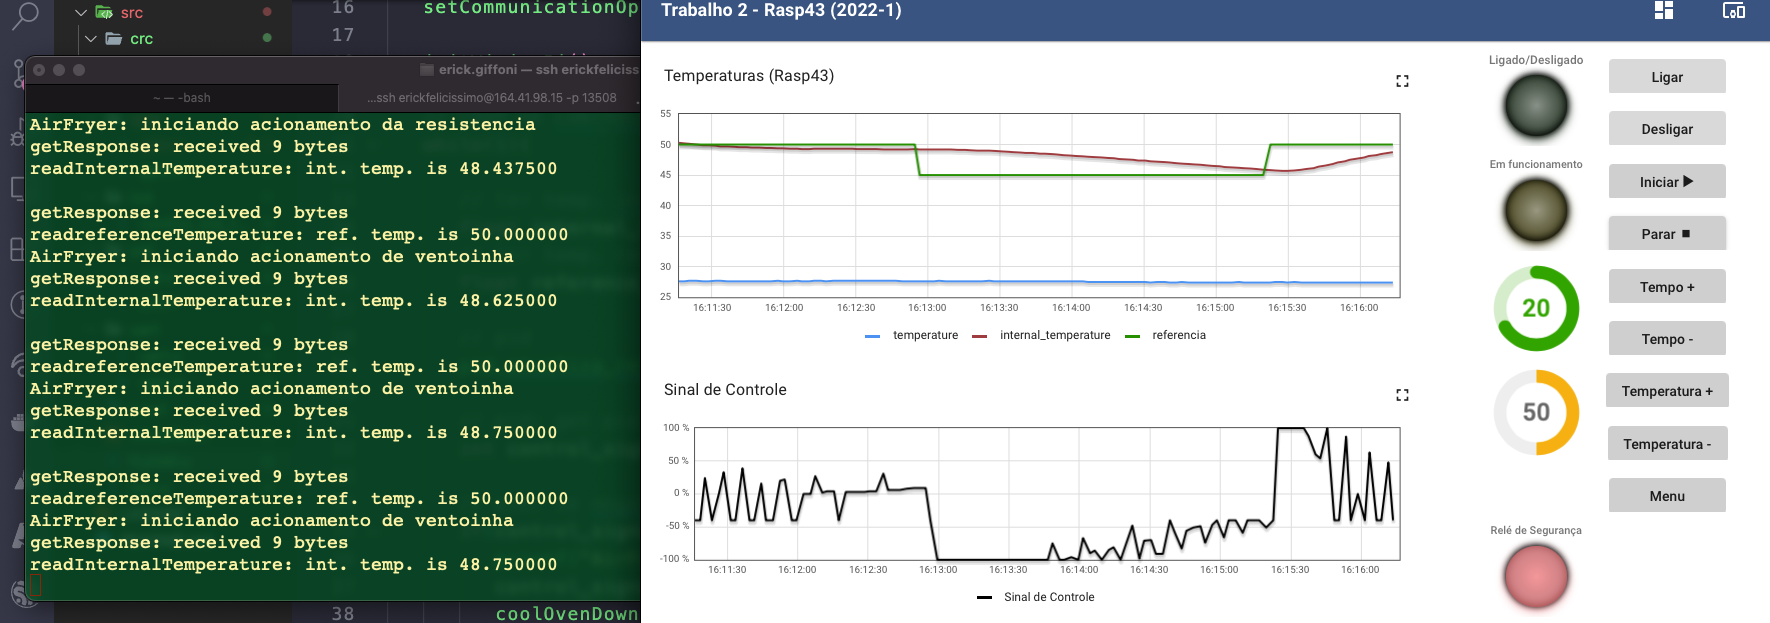 src
crc
16
setCommunicationOp
17
erick.giffoni — ssh erickfeliciss
~ — -bash
...ssh erickfelicissimo@164.41.98.15 -p 13508
AirFryer: iniciando acionamento da resistencia
getResponse: received 9 bytes
readInternalTemperature: int. temp. is 48.437500
getResponse: received 9 bytes
readreferenceTemperature: ref. temp. is 50.000000
AirFryer: iniciando acionamento de ventoinha
getResponse: received 9 bytes
readInternalTemperature: int. temp. is 48.625000
getResponse: received 9 bytes
readreferenceTemperature: ref. temp. is 50.000000
AirFryer: iniciando acionamento de ventoinha
getResponse: received 9 bytes
readInternalTemperature: int. temp. is 48.750000
getResponse: received 9 bytes
readreferenceTemperature: ref. temp. is 50.000000
AirFryer: iniciando acionamento de ventoinha
getResponse: received 9 bytes
readInternalTemperature: int. temp. is 48.750000
38
coolOvenDown
Trabalho 2 - Rasp43 (2022-1)
Temperaturas (Rasp43)
55
50
45
40
35
30
25
16:11:30 16:12:00 16:12:30 16:13:00 16:13:30 16:14:00 16:14:30 16:15:00 16:15:30 16:16:00
temperature internal_temperature referencia
Sinal de Controle
100 %
50 %
0 %
-50 %
-100 %
16:11:30 16:12:00 16:12:30 16:13:00 16:13:30 16:14:00 16:14:30 16:15:00 16:15:30 16:16:00
Sinal de Controle
Ligado/Desligado
Em funcionamento
20
50
Relé de Segurança
Ligar
Desligar
Iniciar ▶
Parar ■
Tempo +
Tempo -
Temperatura +
Temperatura -
Menu